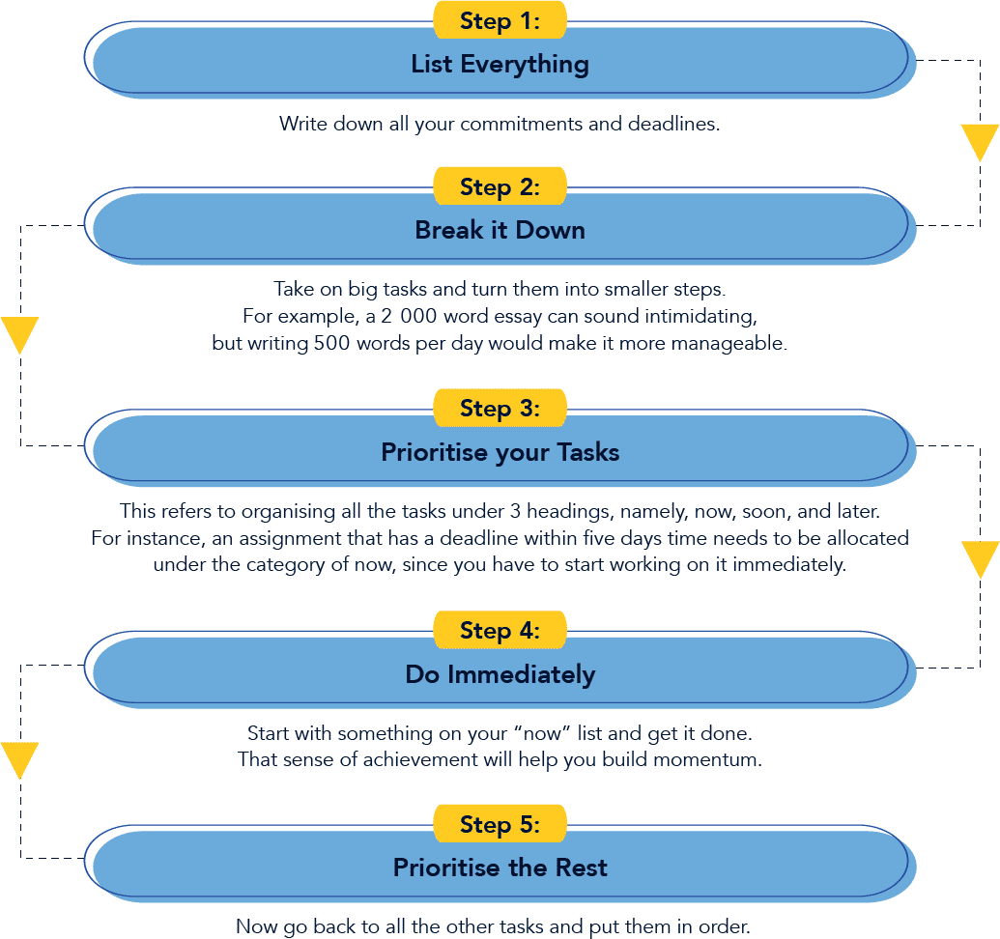 Step 1:
List Everything
Write down all your commitments and deadlines.
Step 2:
Break it Down
Take on big tasks and turn them into smaller steps.
For example, a 2 000 word essay can sound intimidating,
but writing 500 words per day would make it more manageable.
Step 3:
Prioritise your Tasks
This refers to organising all the tasks under 3 headings, namely, now, soon, and later.
For instance, an assignment that has a deadline within five days time needs to be allocated
under the category of now, since you have to start working on it immediately.
Step 4:
Do Immediately
Start with something on your “now” list and get it done.
That sense of achievement will help you build momentum.
Step 5:
Prioritise the Rest
Now go back to all the other tasks and put them in order.